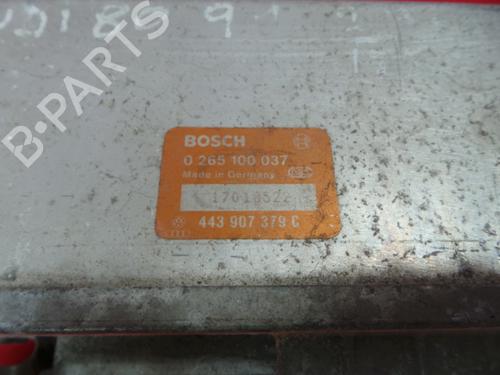 B-PARTS
BOSCH
0 265 100 037
Made in Germany
443 907 379 C